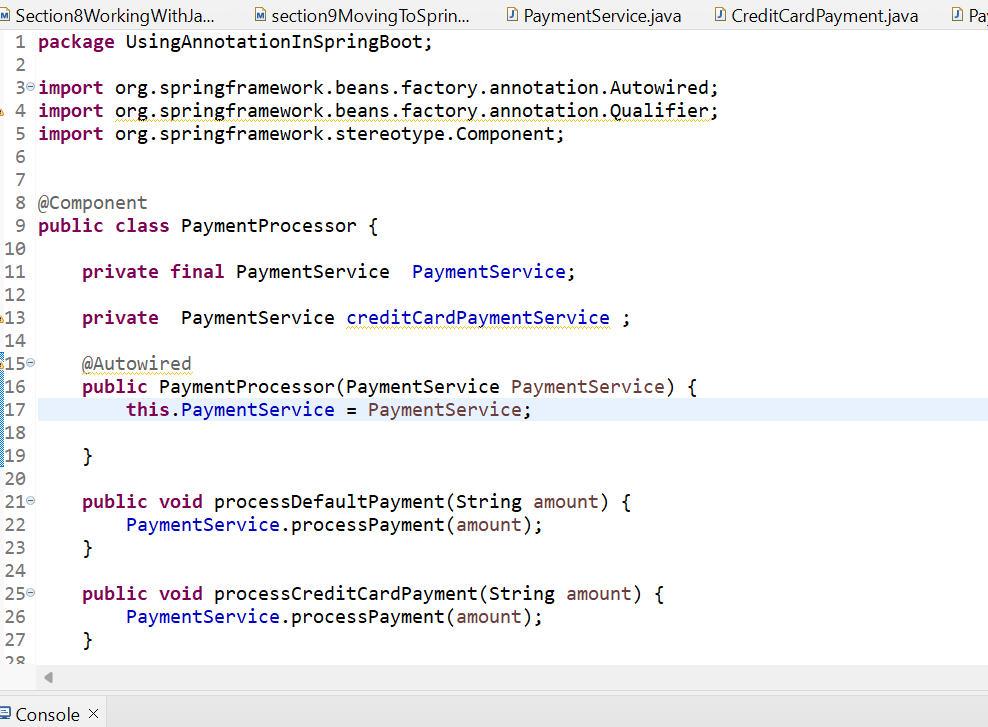 Section8WorkingWithJa... section9MovingToSprin... PaymentService.java CreditCardPayment.java Pay
1 package UsingAnnotationInSpringBoot;
2
3 import org.springframework.beans.factory.annotation.Autowired;
4 import org.springframework.beans.factory.annotation.Qualifier;
5 import org.springframework.stereotype.Component;
6
7
8 @Component
9 public class PaymentProcessor {
10
11 private final PaymentService  PaymentService;
12
13 private  PaymentService creditCardPaymentService ;
14
15 @Autowired
16 public PaymentProcessor(PaymentService PaymentService) {
17 this.PaymentService = PaymentService;
18
19 }
20
21 public void processDefaultPayment(String amount) {
22 PaymentService.processPayment(amount);
23 }
24
25 public void processCreditCardPayment(String amount) {
26 PaymentService.processPayment(amount);
27 }
28
Console